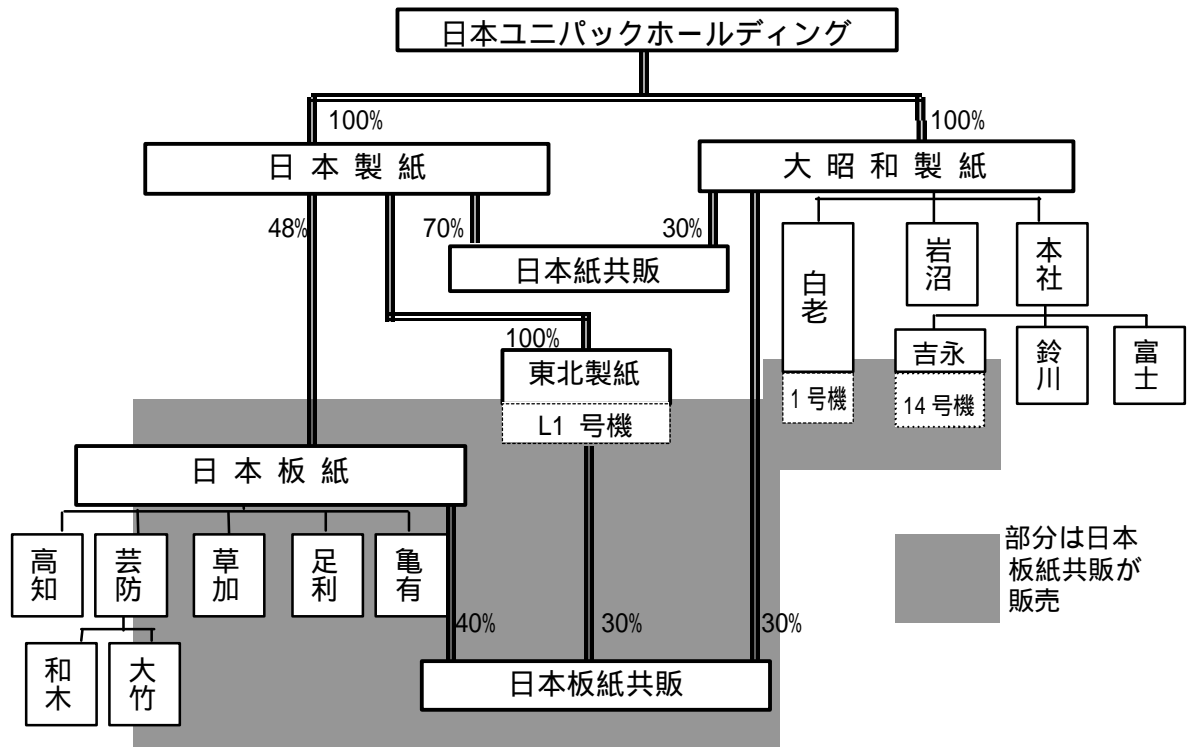 日本ユニパックホールディング
100%
100%
日本製紙
大昭和製紙
48%
70%
30%
日本紙共販
白老
岩沼
本社
100%
東北製紙
L1 号機
吉永
鈴川
富士
1 号機
14 号機
日本板紙
高知
芸防
草加
足利
亀有
部分は日本
板紙共販が
販売
40%
30%
30%
和木
大竹
日本板紙共販